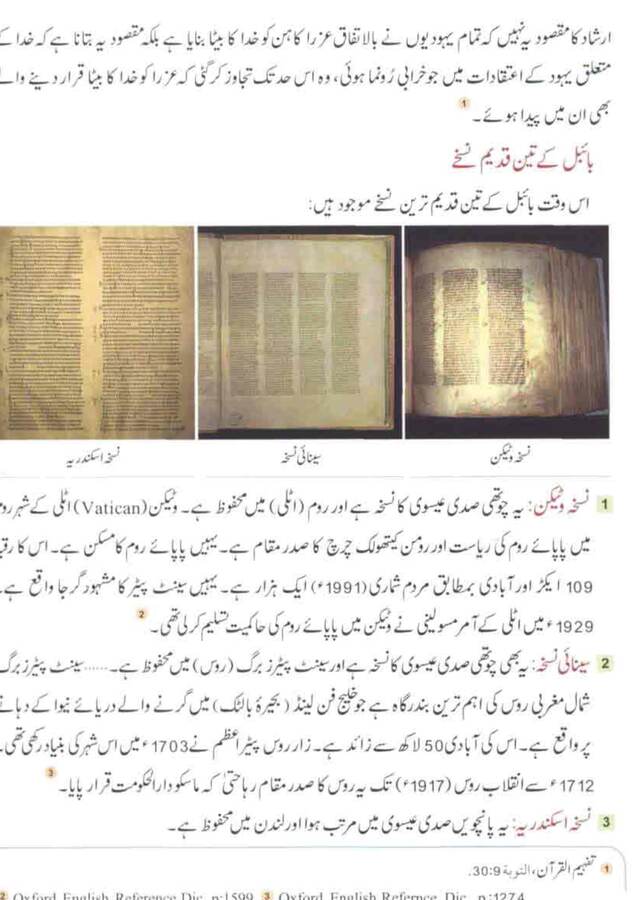 ارشاد کا مقصود یہ نہیں کہ تمام یہودیوں نے بالاتفاق عزرا کاہن کو خدا کا بیٹا بنایا ہے بلکہ مقصود یہ بتانا ہے کہ خدا کے
متعلق یہود کے اعتقادات میں جو خرابی رُونما ہوئی، وہ اس حد تک تجاوز کر گئی کہ عزرا کو خدا کا بیٹا قرار دینے والے
بھی ان میں پیدا ہوئے۔ 1
بائبل کے تین قدیم نسخے
اس وقت بائبل کے تین قدیم ترین نسخے موجود ہیں:
نسخہ ویٹیکن
سینائی نسخہ
نسخہ اسکندریہ
1 نسخہ ویٹیکن: یہ چوتھی صدی عیسوی کا نسخہ ہے اور روم (اٹلی) میں محفوظ ہے۔ ویٹیکن (Vatican) اٹلی کے شہر روم
میں پاپائے روم کی ریاست اور رومن کیتھولک چرچ کا صدر مقام ہے۔ یہیں پاپائے روم کا مسکن ہے۔ اس کا رقبہ
109 ایکڑ اور آبادی بمطابق مردم شماری (1991ء) ایک ہزار ہے۔ یہیں سینٹ پیٹر کا مشہور گرجا واقع ہے۔
1929ء میں اٹلی کے آمر مسولینی نے ویٹیکن میں پاپائے روم کی حاکمیت تسلیم کر لی تھی۔ 2
2 سینائی نسخہ: یہ بھی چوتھی صدی عیسوی کا نسخہ ہے اور سینٹ پیٹرز برگ (روس) میں محفوظ ہے۔...... سینٹ پیٹرز برگ
شمال مغربی روس کی اہم ترین بندرگاہ ہے جو خلیج فن لینڈ (بحیرۂ بالٹک) میں گرنے والے دریائے نیوا کے دہانے
پر واقع ہے۔ اس کی آبادی 50 لاکھ سے زائد ہے۔ زار روس پیٹر اعظم نے 1703ء میں اس شہر کی بنیاد رکھی تھی۔
1712ء سے انقلاب روس (1917ء) تک یہ روس کا صدر مقام رہا حتیٰ کہ ماسکو دارالحکومت قرار پایا۔ 3
3 نسخہ اسکندریہ: یہ پانچویں صدی عیسوی میں مرتب ہوا اور لندن میں محفوظ ہے۔
1 تفہیم القرآن، التوبة 30:9.
2 Oxford English Reference Dic, p:1599 3 Oxford English Refernce Dic, p:1274